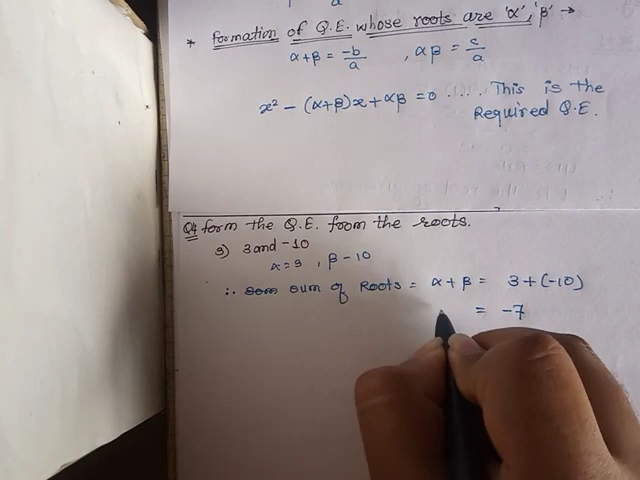 * Formation of Q.E. whose roots are 'α', 'β' →
α+β = -b/a , αβ = c/a
x² - (α+β)x + αβ = 0 ..... This is the
Required Q.E.
Q4 form the Q.E. from the roots.
3) 3 and -10
α = 3 , β - 10
∴ sum of Roots = α + β = 3 + (-10)
= -7